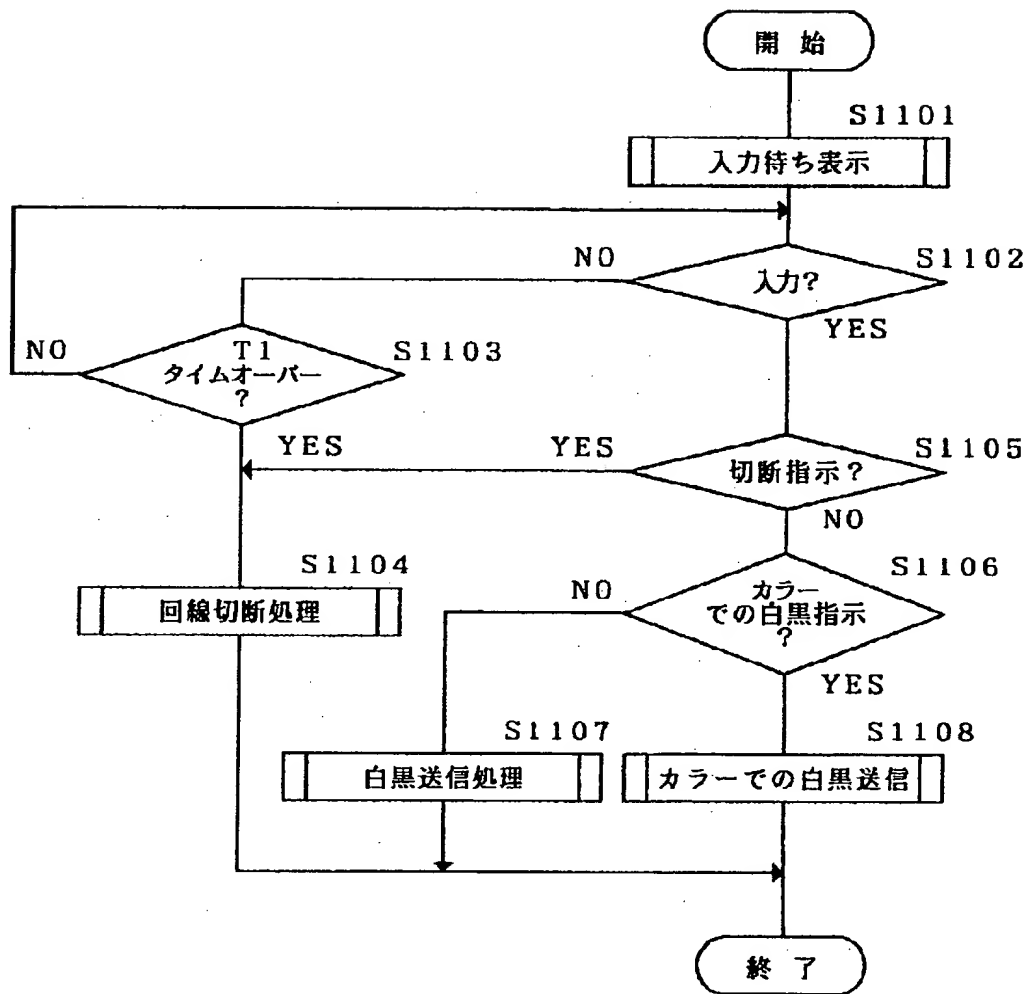 開 始
S1101
入力待ち表示
NO
S1102
入力？
YES
NO
T1
タイムオーバー
？
S1103
YES
YES
S1105
切断指示？
NO
S1104
回線切断処理
NO
S1106
カラー
での白黒指示
？
YES
S1107
白黒送信処理
S1108
カラーでの白黒送信
終 了